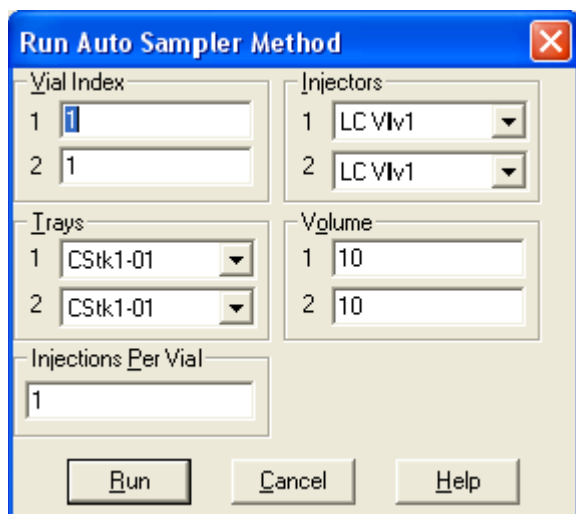 Run Auto Sampler Method
Vial Index
1 1
2 1
Injectors
1 LC Vlv1
2 LC Vlv1
Trays
1 CStk1-01
2 CStk1-01
Volume
1 10
2 10
Injections Per Vial
1
Run Cancel Help